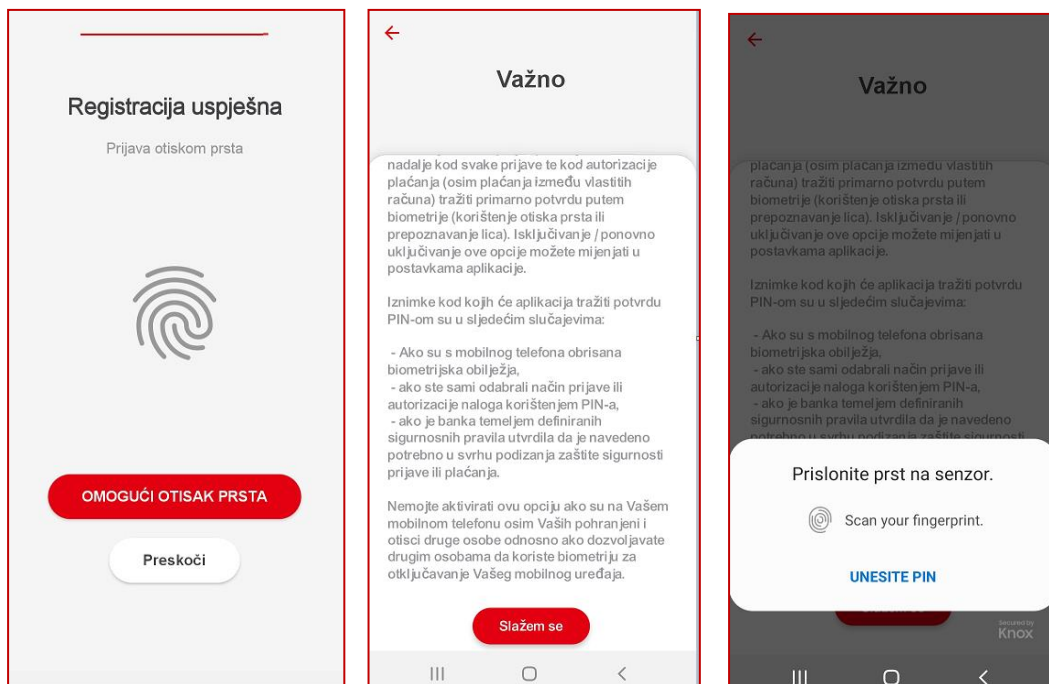 Registracija uspješna
Prijava otiskom prsta
OMOGUĆI OTISAK PRSTA
Preskoči
Važno
nadalje kod svake prijave te kod autorizacije
plaćanja (osim plaćanja između vlastitih
računa) tražiti primarno potvrdu putem
biometrije (korištenje otiska prsta ili
prepoznavanje lica). Isključivanje / ponovno
uključivanje ove opcije možete mijenjati u
postavkama aplikacije.
Iznimke kod kojih će aplikacija tražiti potvrdu
PIN-om su u sljedećim slučajevima:
- Ako su s mobilnog telefona obrisana
biometrijska obilježja,
- ako ste sami odabrali način prijave ili
autorizacije naloga korištenjem PIN-a,
- ako je banka temeljem definiranih
sigurnosnih pravila utvrdila da je navedeno
potrebno u svrhu podizanja zaštite sigurnosti
prijave ili plaćanja.
Nemojte aktivirati ovu opciju ako su na Vašem
mobilnom telefonu osim Vaših pohranjeni i
otisci druge osobe odnosno ako dozvoljavate
drugim osobama da koriste biometriju za
otključavanje Vašeg mobilnog uređaja.
Slažem se
Važno
plaćanja (osim plaćanja između vlastitih
računa) tražiti primarno potvrdu putem
biometrije (korištenje otiska prsta ili
prepoznavanje lica). Isključivanje / ponovno
uključivanje ove opcije možete mijenjati u
postavkama aplikacije.
Iznimke kod kojih će aplikacija tražiti potvrdu
PIN-om su u sljedećim slučajevima:
- Ako su s mobilnog telefona obrisana
biometrijska obilježja,
- ako ste sami odabrali način prijave ili
autorizacije naloga korištenjem PIN-a,
- ako je banka temeljem definiranih
sigurnosnih pravila utvrdila da je navedeno
potrebno u svrhu podizanja zaštite sigurnosti
Prislonite prst na senzor.
Scan your fingerprint.
UNESITE PIN
Secured by
Knox